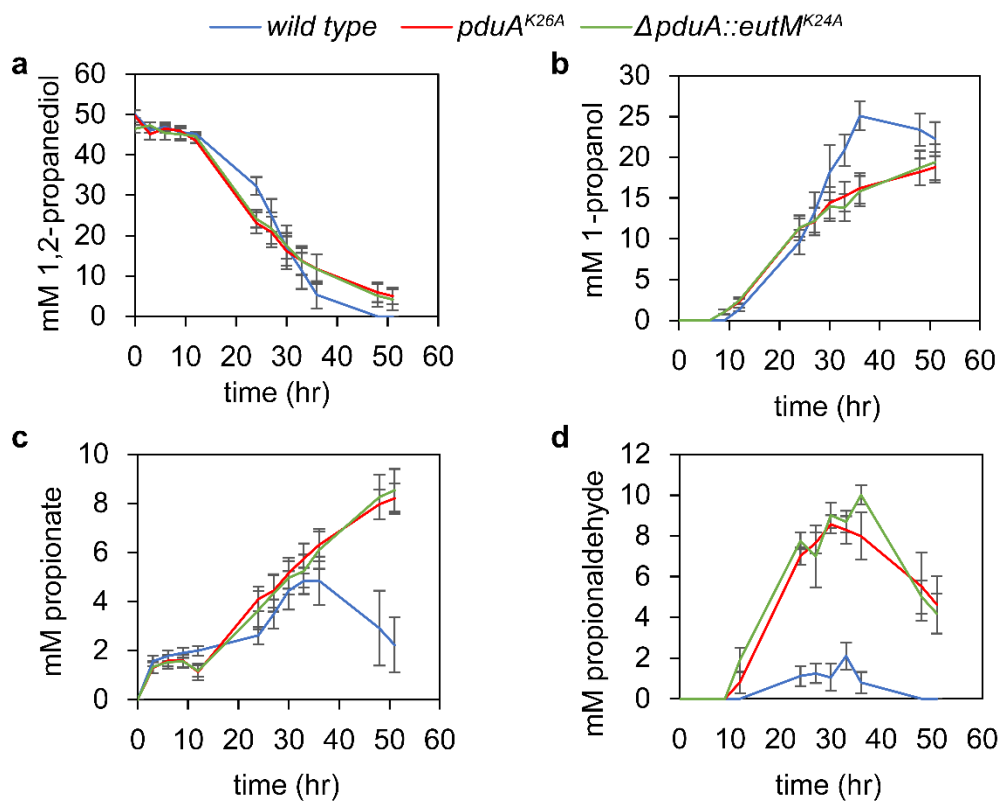 wild type pduA^K26A ΔpduA::eutM^K24A
a
mM 1,2-propanediol
60
50
40
30
20
10
0
0 10 20 30 40 50 60
time (hr)
b
mM 1-propanol
30
25
20
15
10
5
0
0 20 40 60
time (hr)
c
mM propionate
10
8
6
4
2
0
0 10 20 30 40 50 60
time (hr)
d
mM propionaldehyde
12
10
8
6
4
2
0
0 10 20 30 40 50 60
time (hr)